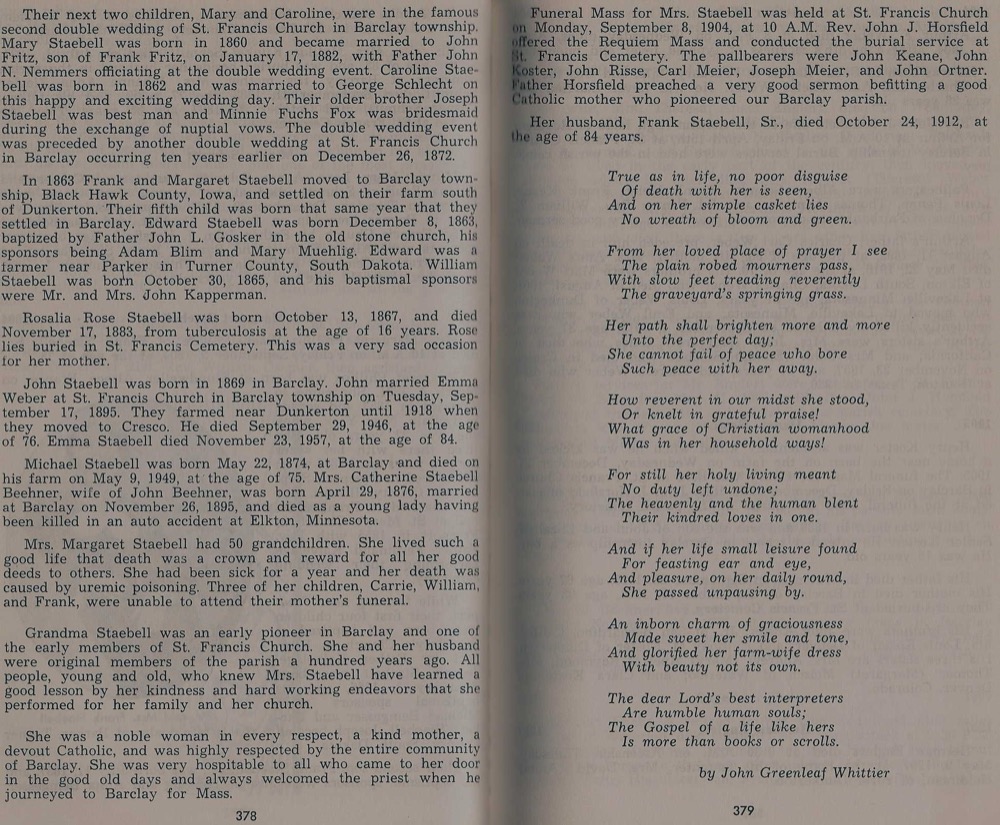 Their next two children, Mary and Caroline, were in the famous
second double wedding of St. Francis Church in Barclay township.
Mary Staebell was born in 1860 and became married to John
Fritz, son of Frank Fritz, on January 17, 1882, with Father John
N. Nemmers officiating at the double wedding event. Caroline Stae-
bell was born in 1862 and was married to George Schlecht on
this happy and exciting wedding day. Their older brother Joseph
Staebell was best man and Minnie Fuchs Fox was bridesmaid
during the exchange of nuptial vows. The double wedding event
was preceded by another double wedding at St. Francis Church
in Barclay occurring ten years earlier on December 26, 1872.
In 1863 Frank and Margaret Staebell moved to Barclay town-
ship, Black Hawk County, Iowa, and settled on their farm south
of Dunkerton. Their fifth child was born that same year that they
settled in Barclay. Edward Staebell was born December 8, 1863,
baptized by Father John L. Gosker in the old stone church, his
sponsors being Adam Blim and Mary Muehlig. Edward was a
farmer near Parker in Turner County, South Dakota. William
Staebell was born October 30, 1865, and his baptismal sponsors
were Mr. and Mrs. John Kapperman.
Rosalia Rose Staebell was born October 13, 1867, and died
November 17, 1883, from tuberculosis at the age of 16 years. Rose
lies buried in St. Francis Cemetery. This was a very sad occasion
for her mother.
John Staebell was born in 1869 in Barclay. John married Emma
Weber at St. Francis Church in Barclay township on Tuesday, Sep-
tember 17, 1895. They farmed near Dunkerton until 1918 when
they moved to Cresco. He died September 29, 1946, at the age
of 76. Emma Staebell died November 23, 1957, at the age of 84.
Michael Staebell was born May 22, 1874, at Barclay and died on
his farm on May 9, 1949, at the age of 75. Mrs. Catherine Staebell
Beehner, wife of John Beehner, was born April 29, 1876, married
at Barclay on November 26, 1895, and died as a young lady having
been killed in an auto accident at Elkton, Minnesota.
Mrs. Margaret Staebell had 50 grandchildren. She lived such a
good life that death was a crown and reward for all her good
deeds to others. She had been sick for a year and her death was
caused by uremic poisoning. Three of her children, Carrie, William,
and Frank, were unable to attend their mother's funeral.
Grandma Staebell was an early pioneer in Barclay and one of
the early members of St. Francis Church. She and her husband
were original members of the parish a hundred years ago. All
people, young and old, who knew Mrs. Staebell have learned a
good lesson by her kindness and hard working endeavors that she
performed for her family and her church.
She was a noble woman in every respect, a kind mother, a
devout Catholic, and was highly respected by the entire community
of Barclay. She was very hospitable to all who came to her door
in the good old days and always welcomed the priest when he
journeyed to Barclay for Mass.
378
Funeral Mass for Mrs. Staebell was held at St. Francis Church
on Monday, September 8, 1904, at 10 A.M. Rev. John J. Horsfield
offered the Requiem Mass and conducted the burial service at
St. Francis Cemetery. The pallbearers were John Keane, John
Koster, John Risse, Carl Meier, Joseph Meier, and John Ortner.
Father Horsfield preached a very good sermon befitting a good
Catholic mother who pioneered our Barclay parish.
Her husband, Frank Staebell, Sr., died October 24, 1912, at
the age of 84 years.
True as in life, no poor disguise
Of death with her is seen,
And on her simple casket lies
No wreath of bloom and green.
From her loved place of prayer I see
The plain robed mourners pass,
With slow feet treading reverently
The graveyard's springing grass.
Her path shall brighten more and more
Unto the perfect day;
She cannot fail of peace who bore
Such peace with her away.
How reverent in our midst she stood,
Or knelt in grateful praise!
What grace of Christian womanhood
Was in her household ways!
For still her holy living meant
No duty left undone;
The heavenly and the human blent
Their kindred loves in one.
And if her life small leisure found
For feasting ear and eye,
And pleasure, on her daily round,
She passed unpausing by.
An inborn charm of graciousness
Made sweet her smile and tone,
And glorified her farm-wife dress
With beauty not its own.
The dear Lord's best interpreters
Are humble human souls;
The Gospel of a life like hers
Is more than books or scrolls.
by John Greenleaf Whittier
379